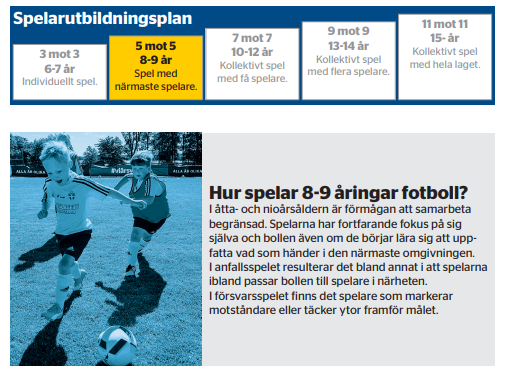 Spelarutbildningsplan
3 mot 3
6-7 år
Individuellt spel.
5 mot 5
8-9 år
Spel med
närmaste spelare.
7 mot 7
10-12 år
Kollektivt spel
med få spelare.
9 mot 9
13-14 år
Kollektivt spel
med flera spelare.
11 mot 11
15- år
Kollektivt spel
med hela laget.
Hur spelar 8-9 åringar fotboll?
I åtta- och nioårsåldern är förmågan att samarbeta
begränsad. Spelarna har fortfarande fokus på sig
själva och bollen även om de börjar lära sig att upp-
fatta vad som händer i den närmaste omgivningen.
I anfallsspelet resulterar det bland annat i att spelarna
ibland passar bollen till spelare i närheten.
I försvarsspelet finns det spelare som markerar
motståndare eller täcker ytor framför målet.